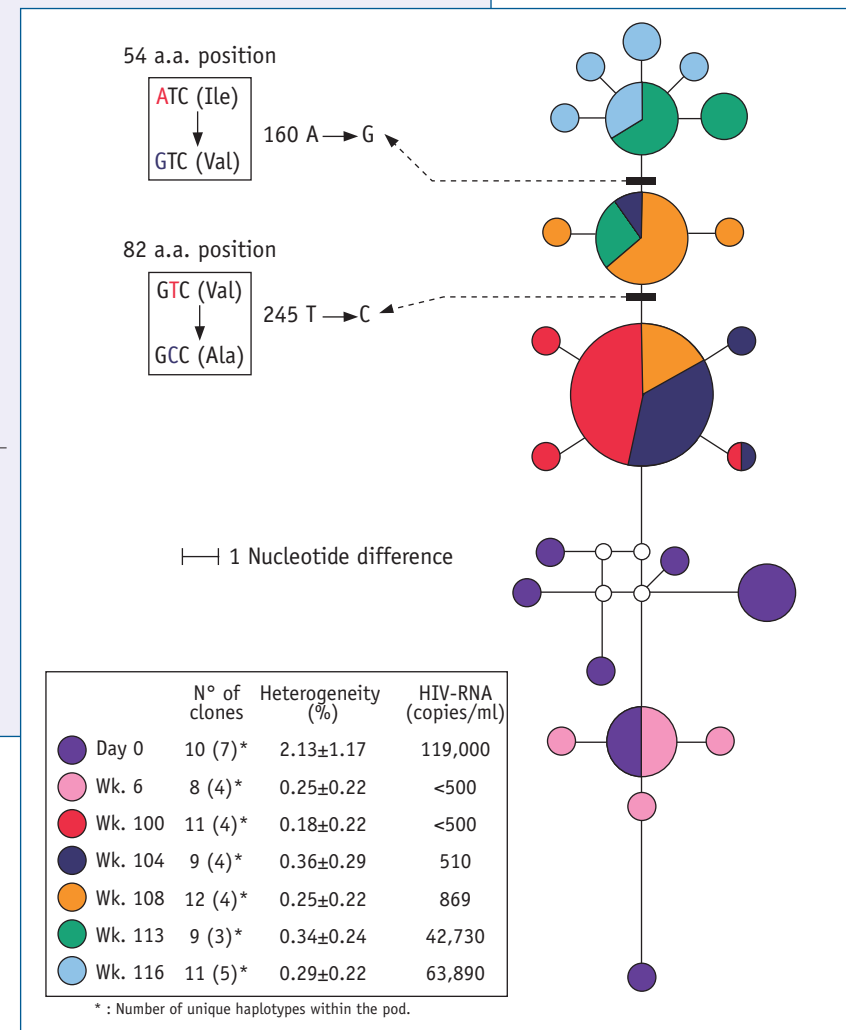 54 a.a. position
ATC (Ile)
GTC (Val)
160 A G
82 a.a. position
GTC (Val)
GCC (Ala)
245 T C
1 Nucleotide difference
N° of clones Heterogeneity (%) HIV-RNA (copies/ml)
Day 0 10 (7)* 2.13±1.17 119,000
Wk. 6 8 (4)* 0.25±0.22 <500
Wk. 100 11 (4)* 0.18±0.22 <500
Wk. 104 9 (4)* 0.36±0.29 510
Wk. 108 12 (4)* 0.25±0.22 869
Wk. 113 9 (3)* 0.34±0.24 42,730
Wk. 116 11 (5)* 0.29±0.22 63,890
* : Number of unique haplotypes within the pod.